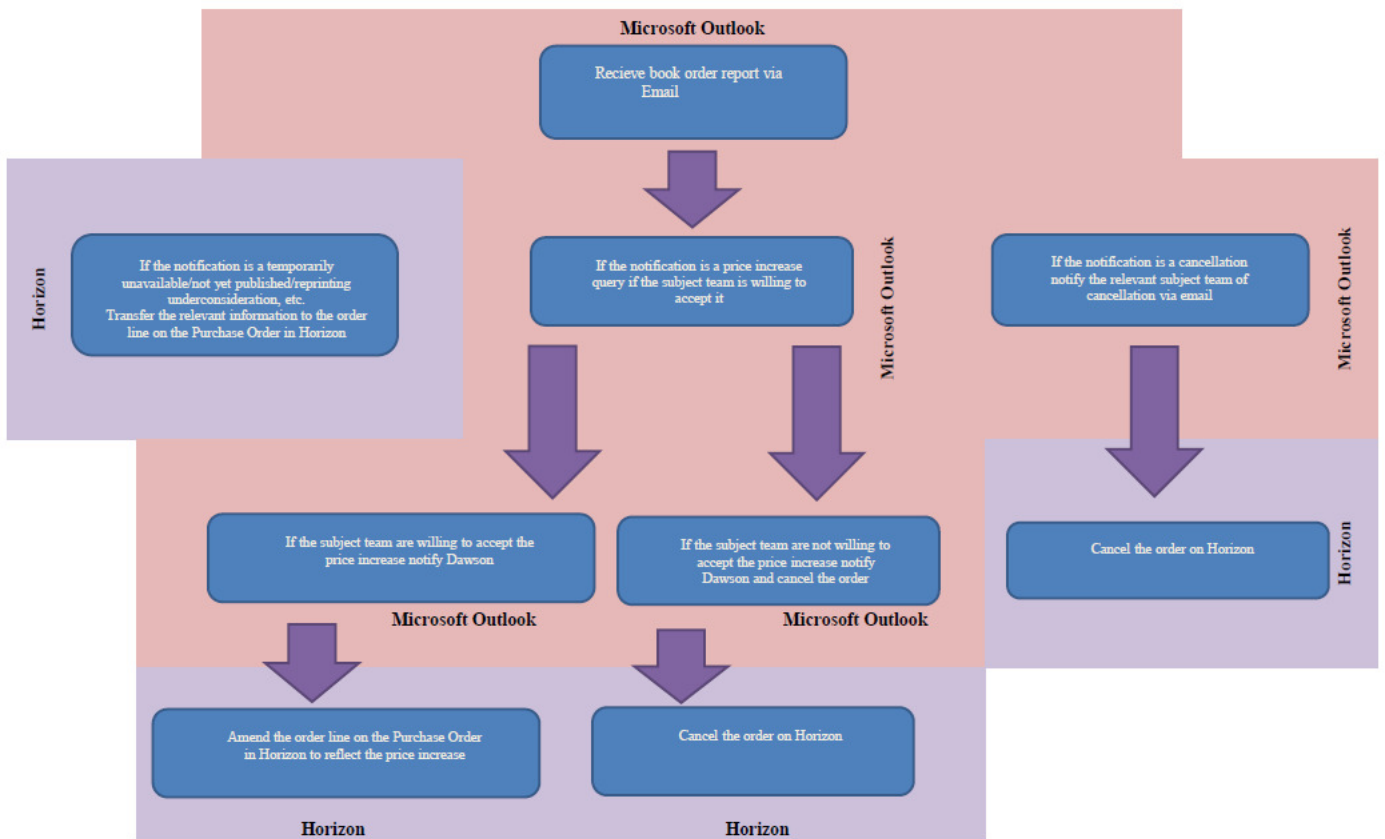 Microsoft Outlook
Recieve book order report via
Email
Horizon
If the notification is a temporarily
unavailable/not yet published/reprinting
underconsideration, etc.
Transfer the relevant information to the order
line on the Purchase Order in Horizon
If the notification is a price increase
query if the subject team is willing to
accept it
Microsoft Outlook
If the notification is a cancellation
notify the relevant subject team of
cancellation via email
Microsoft Outlook
If the subject team are willing to accept the
price increase notify Dawson
Microsoft Outlook
If the subject team are not willing to
accept the price increase notify
Dawson and cancel the order
Microsoft Outlook
Cancel the order on Horizon
Horizon
Amend the order line on the Purchase Order
in Horizon to reflect the price increase
Horizon
Cancel the order on Horizon
Horizon